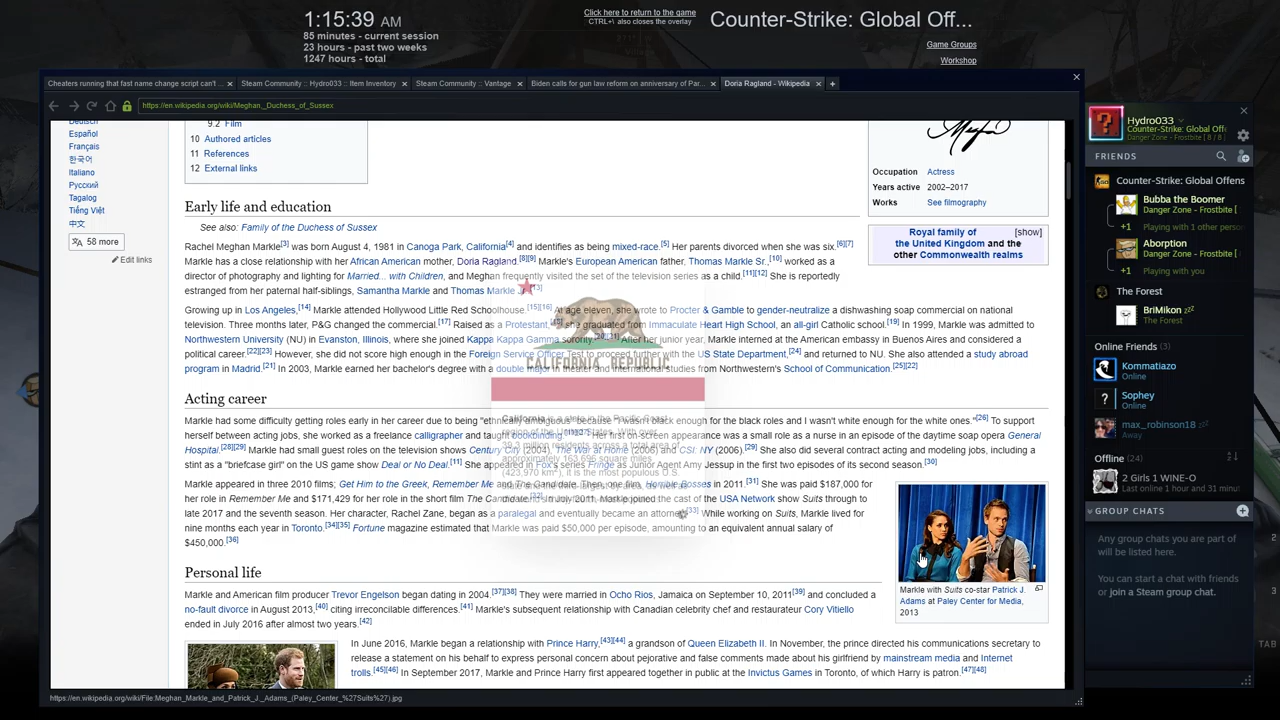 1:15:39 AM
85 minutes - current session
23 hours - past two weeks
1247 hours - total
Click here to return to the game
CTRL+\ also closes the overlay
Counter-Strike: Global Off...
Game Groups
Workshop
Cheaters running that fast name change script can't ...
Steam Community :: Hydro033 :: Item Inventory
Steam Community :: Vantage
Biden calls for gun law reform on anniversary of Par...
Doria Ragland - Wikipedia
https://en.wikipedia.org/wiki/Meghan,_Duchess_of_Sussex
Deutsch
Español
Français
한국어
Italiano
Русский
Tagalog
Tiếng Việt
中文
58 more
Edit links
9.2 Film
10 Authored articles
11 References
12 External links
Occupation Actress
Years active 2002–2017
Works See filmography
Royal family of [show]
the United Kingdom and the
other Commonwealth realms
Early life and education
See also: Family of the Duchess of Sussex
Rachel Meghan Markle[3] was born August 4, 1981 in Canoga Park, California[4] and identifies as being mixed-race.[5] Her parents divorced when she was six.[6][7]
Markle has a close relationship with her African American mother, Doria Ragland.[8][9] Markle's European American father, Thomas Markle Sr.,[10] worked as a
director of photography and lighting for Married... with Children, and Meghan frequently visited the set of the television series as a child.[11][12] She is reportedly
estranged from her paternal half-siblings, Samantha Markle and Thomas Markle Jr.[13]
Growing up in Los Angeles,[14] Markle attended Hollywood Little Red Schoolhouse.[15][16] At age eleven, she wrote to Procter & Gamble to gender-neutralize a dishwashing soap commercial on national
television. Three months later, P&G changed the commercial.[17] Raised as a Protestant, she graduated from Immaculate Heart High School, an all-girl Catholic school.[19] In 1999, Markle was admitted to
Northwestern University (NU) in Evanston, Illinois, where she joined Kappa Kappa Gamma sorority. After her junior year, Markle interned at the American embassy in Buenos Aires and considered a
political career.[22][23] However, she did not score high enough in the Foreign Service Officer Test to proceed further with the US State Department,[24] and returned to NU. She also attended a study abroad
program in Madrid.[21] In 2003, Markle earned her bachelor's degree with a double major in theater and international studies from Northwestern's School of Communication.[25][22]
CALIFORNIA REPUBLIC
Acting career
Markle had some difficulty getting roles early in her career due to being "ethnically ambiguous" because "I wasn't black enough for the black roles and I wasn't white enough for the white ones."[26] To support
herself between acting jobs, she worked as a freelance calligrapher and taught bookbinding. Her first on-screen appearance was a small role as a nurse in an episode of the daytime soap opera General
Hospital.[28][29] Markle had small guest roles on the television shows Century City (2004), The War at Home (2006) and CSI: NY (2006).[29] She also did several contract acting and modeling jobs, including a
stint as a "briefcase girl" on the US game show Deal or No Deal.[11] She appeared in Fox's series Fringe as Junior Agent Amy Jessup in the first two episodes of its second season.[30]
Markle appeared in three 2010 films; Get Him to the Greek, Remember Me and The Candidate, and one film, Horrible Bosses in 2011.[31] She was paid $187,000 for
her role in Remember Me and $171,429 for her role in the short film The Candidate.[32] In July 2011, Markle joined the cast of the USA Network show Suits through to
late 2017 and the seventh season. Her character, Rachel Zane, began as a paralegal and eventually became an attorney.[33] While working on Suits, Markle lived for
nine months each year in Toronto.[34][35] Fortune magazine estimated that Markle was paid $50,000 per episode, amounting to an equivalent annual salary of
$450,000.[36]
Markle with Suits co-star Patrick J.
Adams at Paley Center for Media,
2013
Personal life
Markle and American film producer Trevor Engelson began dating in 2004.[37][38] They were married in Ocho Rios, Jamaica on September 10, 2011[39] and concluded a
no-fault divorce in August 2013,[40] citing irreconcilable differences.[41] Markle's subsequent relationship with Canadian celebrity chef and restaurateur Cory Vitiello
ended in July 2016 after almost two years.[42]
In June 2016, Markle began a relationship with Prince Harry,[43][44] a grandson of Queen Elizabeth II. In November, the prince directed his communications secretary to
release a statement on his behalf to express personal concern about pejorative and false comments made about his girlfriend by mainstream media and Internet
trolls.[45][46] In September 2017, Markle and Prince Harry first appeared together in public at the Invictus Games in Toronto, of which Harry is patron.[47][48]
https://en.wikipedia.org/wiki/File:Meghan_Markle_and_Patrick_J._Adams_(Paley_Center_%27Suits%27).jpg
Hydro033
Counter-Strike: Global Off
Danger Zone - Frostbite [ 8 / 8 ]
FRIENDS
Counter-Strike: Global Offens
Bubba the Boomer
Danger Zone - Frostbite [
+1 Playing with 1 other perso
Aborption
Danger Zone - Frostbite [
+1 Playing with you
The Forest
BriMikon
The Forest
Online Friends (3)
Kommatiazo
Online
Sophey
Online
max_robinson18
Away
Offline (24)
2 Girls 1 WINE-O
Last online 1 hour and 31 minut
GROUP CHATS
Any group chats you are part of
will be listed here.
You can start a chat with friends
or join a Steam group chat.
TAB